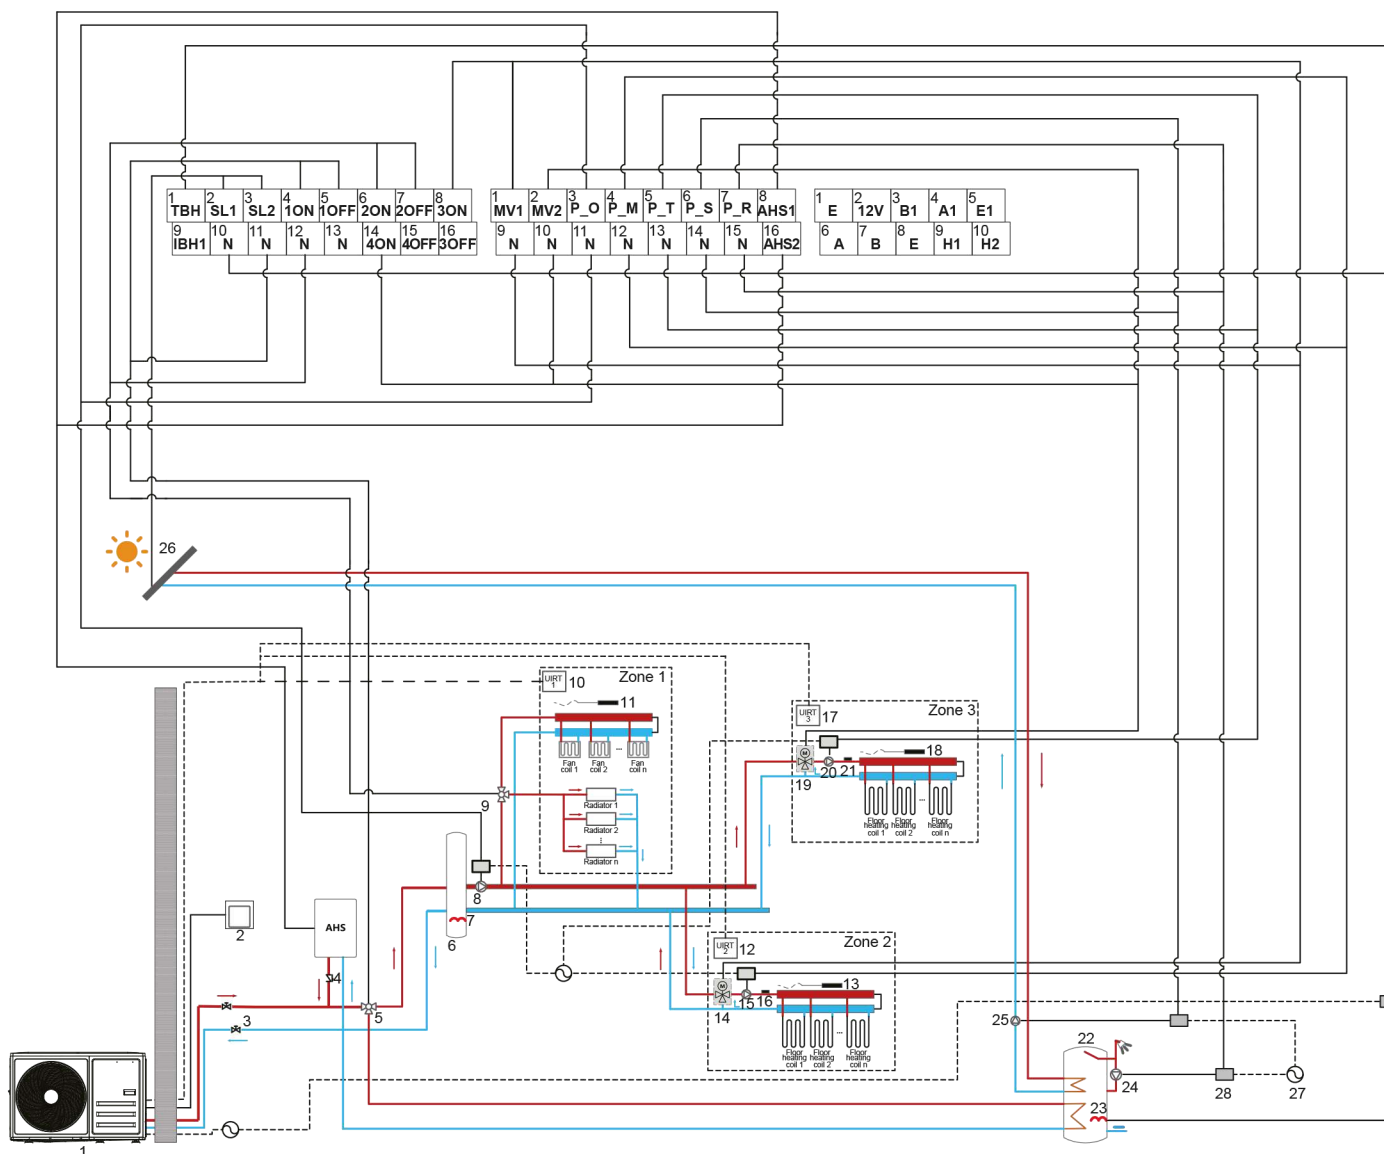 1 2 3 4 5 6 7 8
TBH SL1 SL2 1ON 1OFF 2ON 2OFF 3ON
9 10 11 12 13 14 15 16
IBH1 N N N N 4ON 4OFF 3OFF
1 2 3 4 5 6 7 8
MV1 MV2 P_O P_M P_T P_S P_R AHS1
9 10 11 12 13 14 15 16
N N N N N N N AHS2
1 2 3 4 5
E 12V B1 A1 E1
6 7 8 9 10
A B E H1 H2
26
Zone 1
UIRT
1
10
11
Fan
coil 1
Fan
coil 2
...
Fan
coil n
9
Radiator 1
Radiator 2
...
Radiator n
Zone 3
UIRT
3
17
18
M
19
20
21
Floor
heating
coil 1
Floor
heating
coil 2
...
Floor
heating
coil n
8
7
6
AHS
2
4
3
5
Zone 2
UIRT
2
12
13
M
14
15
16
Floor
heating
coil 1
Floor
heating
coil 2
...
Floor
heating
coil n
25
22
24
23
28
27
1